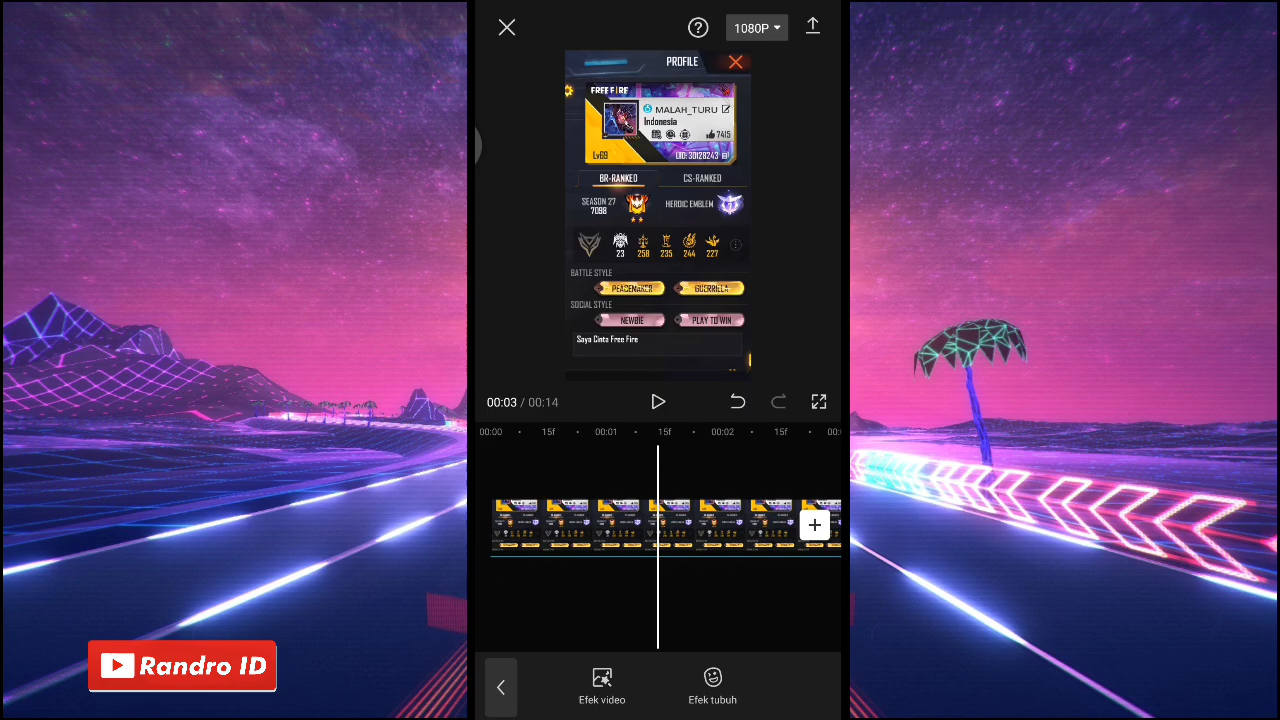 1080P
PROFILE
FREE FIRE
MALAH_TURU
Indonesia
7415
Lv69
UID: 30128243
BR-RANKED
CS-RANKED
SEASON 27
7098
HEROIC EMBLEM
23
258
235
244
227
BATTLE STYLE
PEACEMAKER
GUERRILLA
SOCIAL STYLE
NEWBIE
PLAY TO WIN
Saya Cinta Free Fire
00:03 / 00:14
00:00
15f
00:01
15f
00:02
15f
Randro ID
Efek video
Efek tubuh